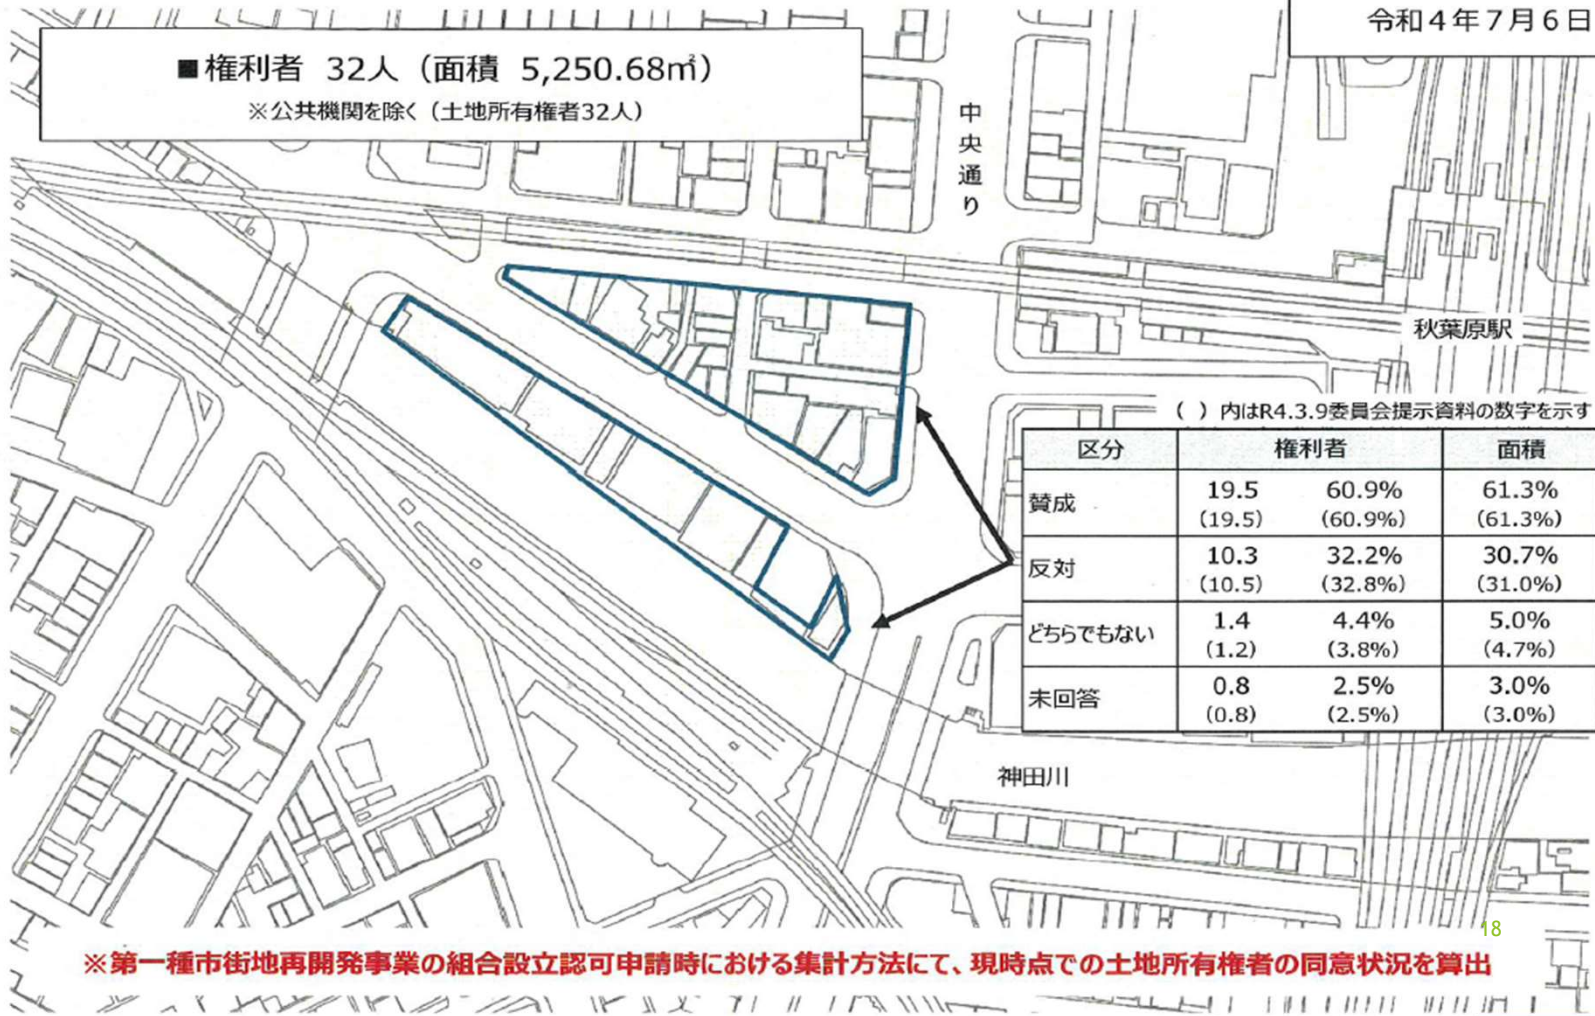 令和4年7月6日
■権利者 32人（面積 5,250.68㎡）
※公共機関を除く（土地所有権者32人）
中央通り
秋葉原駅
（ ）内はR4.3.9委員会提示資料の数字を示す
区分 権利者 面積
賛成 19.5 60.9% 61.3%
(19.5) (60.9%) (61.3%)
反対 10.3 32.2% 30.7%
(10.5) (32.8%) (31.0%)
どちらでもない 1.4 4.4% 5.0%
(1.2) (3.8%) (4.7%)
未回答 0.8 2.5% 3.0%
(0.8) (2.5%) (3.0%)
神田川
18
※第一種市街地再開発事業の組合設立認可申請時における集計方法にて、現時点での土地所有権者の同意状況を算出